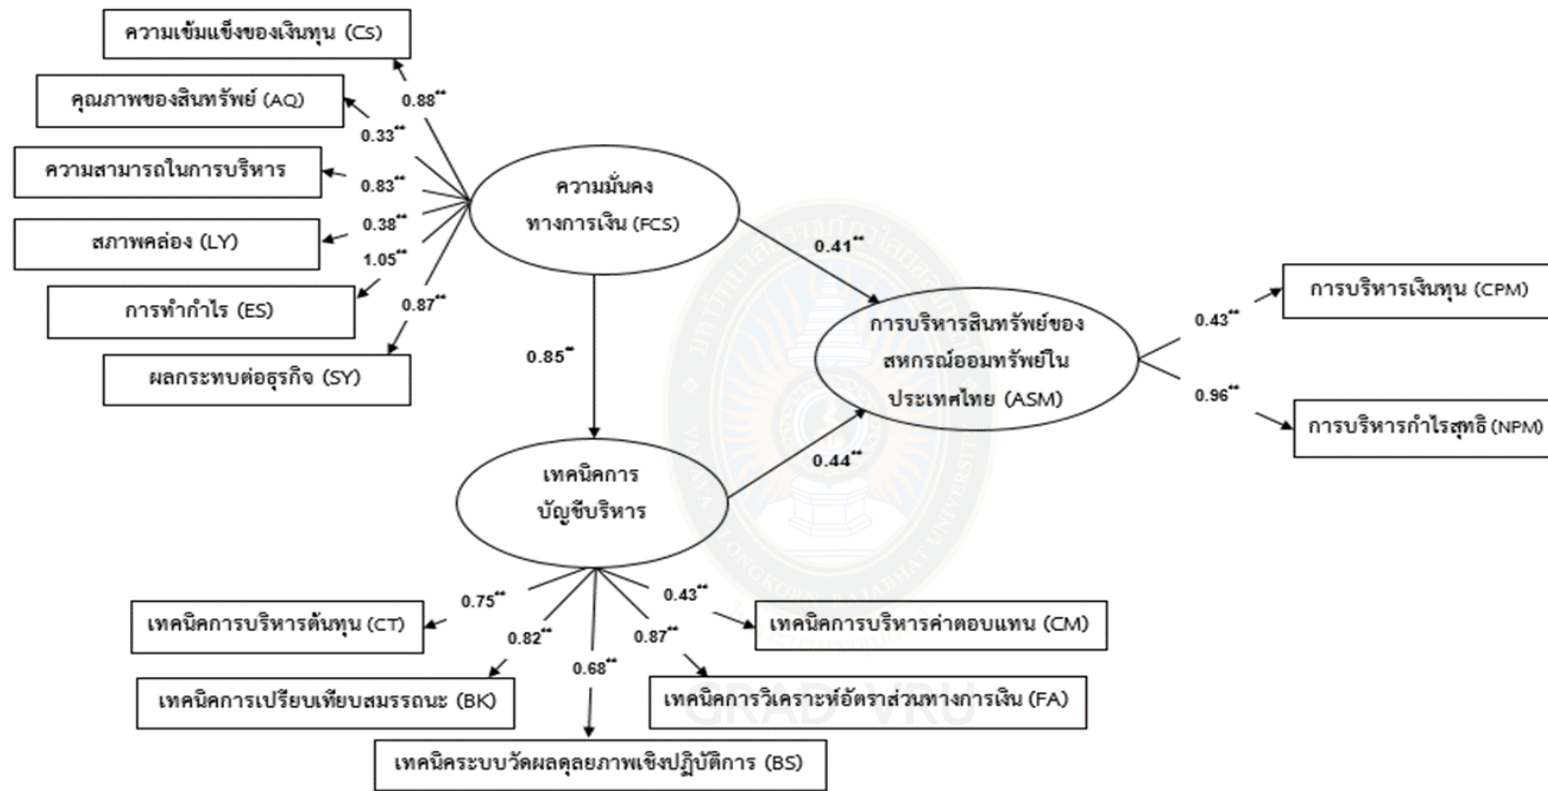 ความเข้มแข็งของเงินทุน (CS)
0.88**
คุณภาพของสินทรัพย์ (AQ)
0.33**
ความสามารถในการบริหาร
0.83**
สภาพคล่อง (LY)
0.38**
1.05**
การทำกำไร (ES)
0.87**
ผลกระทบต่อธุรกิจ (SY)
ความมั่นคง
ทางการเงิน (FCS)
0.41**
0.85**
การบริหารสินทรัพย์ของ
สหกรณ์ออมทรัพย์ใน
ประเทศไทย (ASM)
การบริหารเงินทุน (CPM)
0.43**
0.96**
การบริหารกำไรสุทธิ (NPM)
เทคนิคการ
บัญชีบริหาร
0.44**
0.75**
0.43**
เทคนิคการบริหารต้นทุน (CT)
เทคนิคการบริหารค่าตอบแทน (CM)
0.82**
0.87**
0.68**
เทคนิคการเปรียบเทียบสมรรถนะ (BK)
เทคนิคการวิเคราะห์อัตราส่วนทางการเงิน (FA)
เทคนิคระบบวัดผลดุลยภาพเชิงปฏิบัติการ (BS)
GRAD VRU